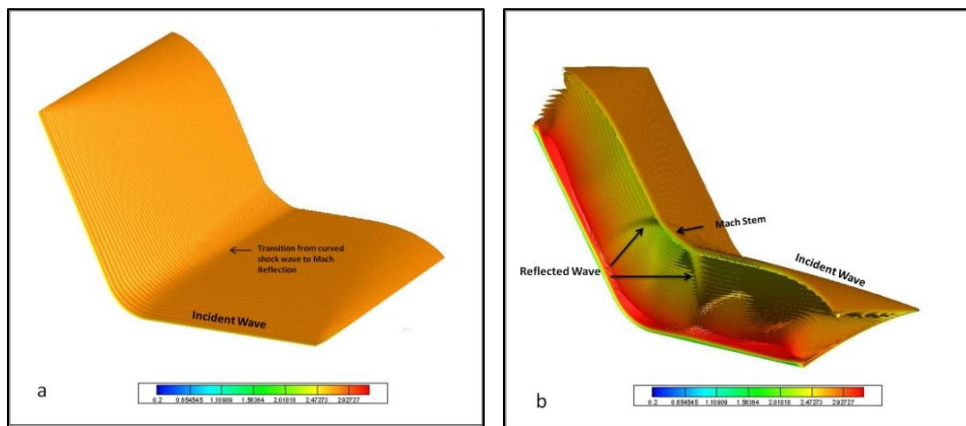 Transition from curved
shock wave to Mach
Reflection
Incident Wave
a
0.2 0.654545 1.10909 1.56364 2.01818 2.47273 2.92727
Mach Stem
Reflected Wave
Incident Wave
b
0.2 0.654545 1.10909 1.56364 2.01818 2.47273 2.92727